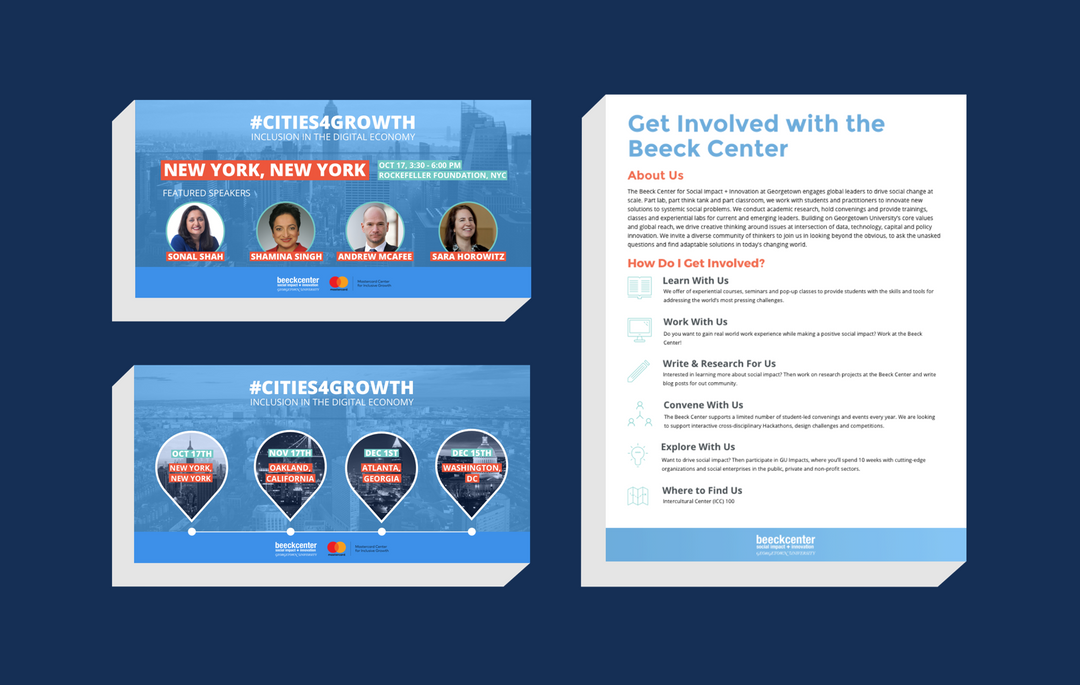 #CITIES4GROWTH
INCLUSION IN THE DIGITAL ECONOMY
NEW YORK, NEW YORK
OCT 17, 3:30 - 6:00 PM
ROCKEFELLER FOUNDATION, NYC
FEATURED SPEAKERS
SONAL SHAH
SHAMINA SINGH
ANDREW MCAFEE
SARA HOROWITZ
beeckcenter
social impact + innovation
GEORGETOWN UNIVERSITY
Mastercard Center
for Inclusive Growth
#CITIES4GROWTH
INCLUSION IN THE DIGITAL ECONOMY
OCT 17TH
NEW YORK,
NEW YORK
NOV 17TH
OAKLAND,
CALIFORNIA
DEC 1ST
ATLANTA,
GEORGIA
DEC 15TH
WASHINGTON,
DC
beeckcenter
social impact + innovation
GEORGETOWN UNIVERSITY
Mastercard Center
for Inclusive Growth
Get Involved with the
Beeck Center
About Us
The Beeck Center for Social Impact + Innovation at Georgetown engages global leaders to drive social change at
scale. Part lab, part think tank and part classroom, we work with students and practitioners to innovate new
solutions to systemic social problems. We conduct academic research, hold convenings and provide trainings,
classes and experiential labs for current and emerging leaders. Building on Georgetown University's core values
and global reach, we drive creative thinking around issues at intersection of data, technology, capital and policy
innovation. We invite a diverse community of thinkers to join us in looking beyond the obvious, to ask the unasked
questions and find adaptable solutions in today's changing world.
How Do I Get Involved?
Learn With Us
We offer of experiential courses, seminars and pop-up classes to provide students with the skills and tools for
addressing the world's most pressing challenges.
Work With Us
Do you want to gain real world work experience while making a positive social impact? Work at the Beeck
Center!
Write & Research For Us
Interested in learning more about social impact? Then work on research projects at the Beeck Center and write
blog posts for out community.
Convene With Us
The Beeck Center supports a limited number of student-led convenings and events every year. We are looking
to support interactive cross-disciplinary Hackathons, design challenges and competitions.
Explore With Us
Want to drive social impact? Then participate in GU Impacts, where you'll spend 10 weeks with cutting-edge
organizations and social enterprises in the public, private and non-profit sectors.
Where to Find Us
Intercultural Center (ICC) 100
beeckcenter
social impact + innovation
GEORGETOWN UNIVERSITY